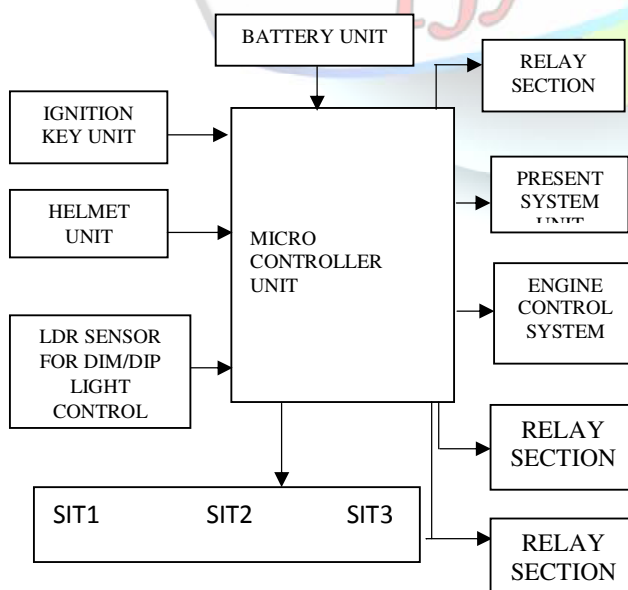 BATTERY UNIT
RELAY
SECTION
IGNITION
KEY UNIT
PRESENT
SYSTEM
UNIT
HELMET
UNIT
MICRO
CONTROLLER
UNIT
ENGINE
CONTROL
SYSTEM
LDR SENSOR
FOR DIM/DIP
LIGHT
CONTROL
RELAY
SECTION
SIT1 SIT2 SIT3
RELAY
SECTION